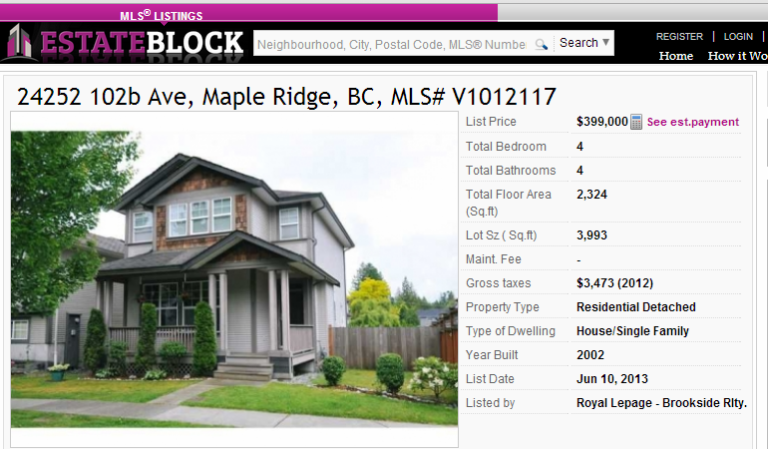 MLS® LISTINGS
ESTATEBLOCK
Neighbourhood, City, Postal Code, MLS® Numbe
Search ▼
REGISTER | LOGIN |
Home How it Wo
24252 102b Ave, Maple Ridge, BC, MLS# V1012117
List Price $399,000 See est.payment
Total Bedroom 4
Total Bathrooms 4
Total Floor Area (Sq.ft) 2,324
Lot Sz ( Sq.ft) 3,993
Maint. Fee -
Gross taxes $3,473 (2012)
Property Type Residential Detached
Type of Dwelling House/Single Family
Year Built 2002
List Date Jun 10, 2013
Listed by Royal Lepage - Brookside Rlty.